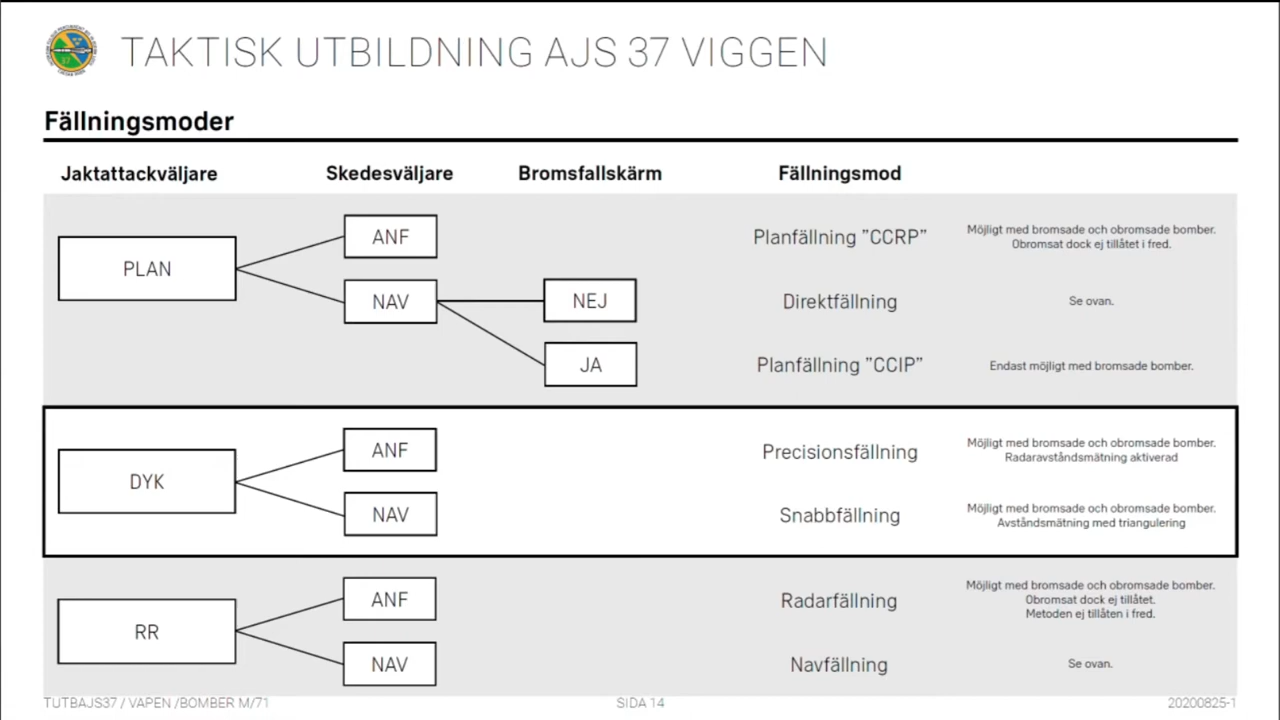 TAKTISK UTBILDNING AJS 37 VIGGEN
Fällningsmoder
Jaktattackväljare
Skedesväljare
Bromsfallskärm
Fällningsmod
PLAN
ANF
Planfällning ”CCRP”
Möjligt med bromsade och obromsade bomber.
Obromsat dock ej tillåtet i fred.
NAV
NEJ
Direktfällning
Se ovan.
JA
Planfällning ”CCIP”
Endast möjligt med bromsade bomber.
DYK
ANF
Precisionsfällning
Möjligt med bromsade och obromsade bomber.
Radaravståndsmätning aktiverad
NAV
Snabbfällning
Möjligt med bromsade och obromsade bomber.
Avståndsmätning med triangulering
RR
ANF
Radarfällning
Möjligt med bromsade och obromsade bomber.
Obromsat dock ej tillåtet.
Metoden ej tillåten i fred.
NAV
Navfällning
Se ovan.
TUTBAJS37 / VAPEN /BOMBER M/71
SIDA 14
20200825-1